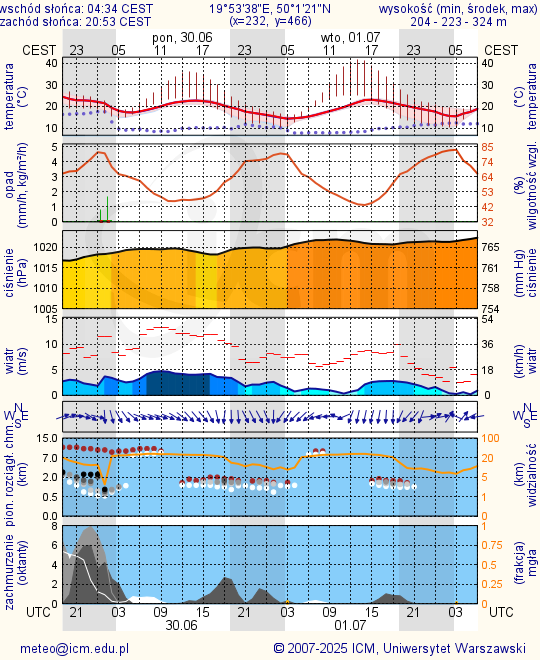 wschód słońca: 04:34 CEST 19°53'38"E, 50°1'21"N wysokość (min, środek, max)
zachód słońca: 20:53 CEST (x=232, y=466) 204 - 223 - 324 m
pon, 30.06 wto, 01.07
CEST 23 05 11 17 23 05 11 17 23 05 CEST
temperatura (°C)
40
30
20
10
40
30
20
10
(°C) temperatura
opad (mm/h, kg/m²/h)
5
4
3
2
1
0
85
74
64
53
42
32
(%) wilgotność wzgl.
ciśnienie (hPa)
1020
1015
1010
1005
765
761
758
754
(mm Hg) ciśnienie
wiatr (m/s)
15
10
5
0
54
36
18
0
(km/h) wiatr
N
W E
S
N
W E
S
pion. rozciągł. chm. (km)
15.0
7.0
2.0
0.5
0.0
100
20
10
5
1
0
(km) widzialność
zachmurzenie (oktanty)
8
6
4
2
0
1
0.75
0.5
0.25
0
(frakcja) mgła
UTC 21 03 09 15 21 03 09 15 21 03 UTC
30.06 01.07
meteo@icm.edu.pl © 2007-2025 ICM, Uniwersytet Warszawski